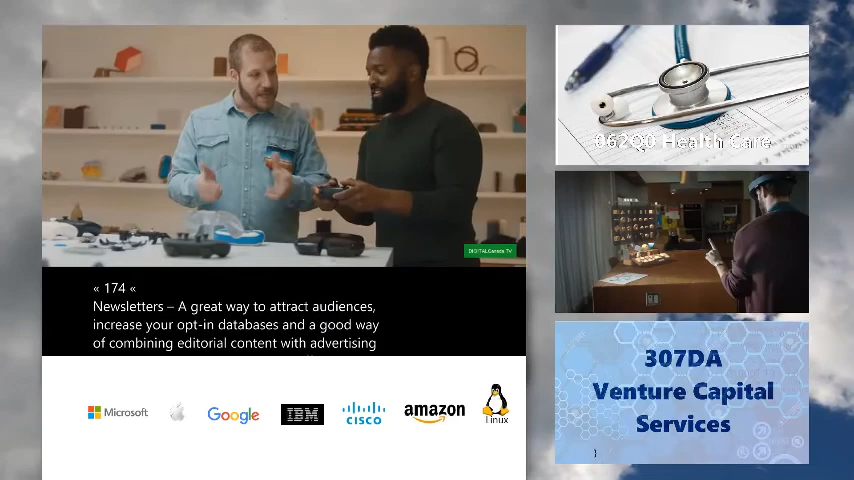 DIGITALCanada TV
« 174 «
Newsletters – A great way to attract audiences,
increase your opt-in databases and a good way
of combining editorial content with advertising
Microsoft
Google
IBM
CISCO
amazon
Linux
06200 Health Care
307DA
Venture Capital
Services
}